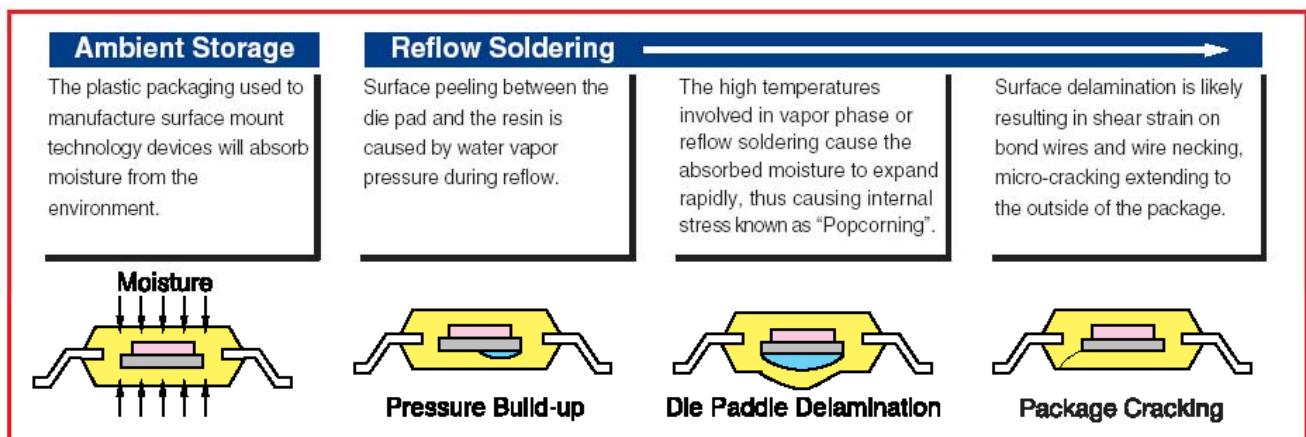 Ambient Storage
The plastic packaging used to
manufacture surface mount
technology devices will absorb
moisture from the
environment.
Reflow Soldering
Surface peeling between the
die pad and the resin is
caused by water vapor
pressure during reflow.
The high temperatures
involved in vapor phase or
reflow soldering cause the
absorbed moisture to expand
rapidly, thus causing internal
stress known as “Popcorning”.
Surface delamination is likely
resulting in shear strain on
bond wires and wire necking,
micro-cracking extending to
the outside of the package.
Moisture
Pressure Build-up
Die Paddle Delamination
Package Cracking